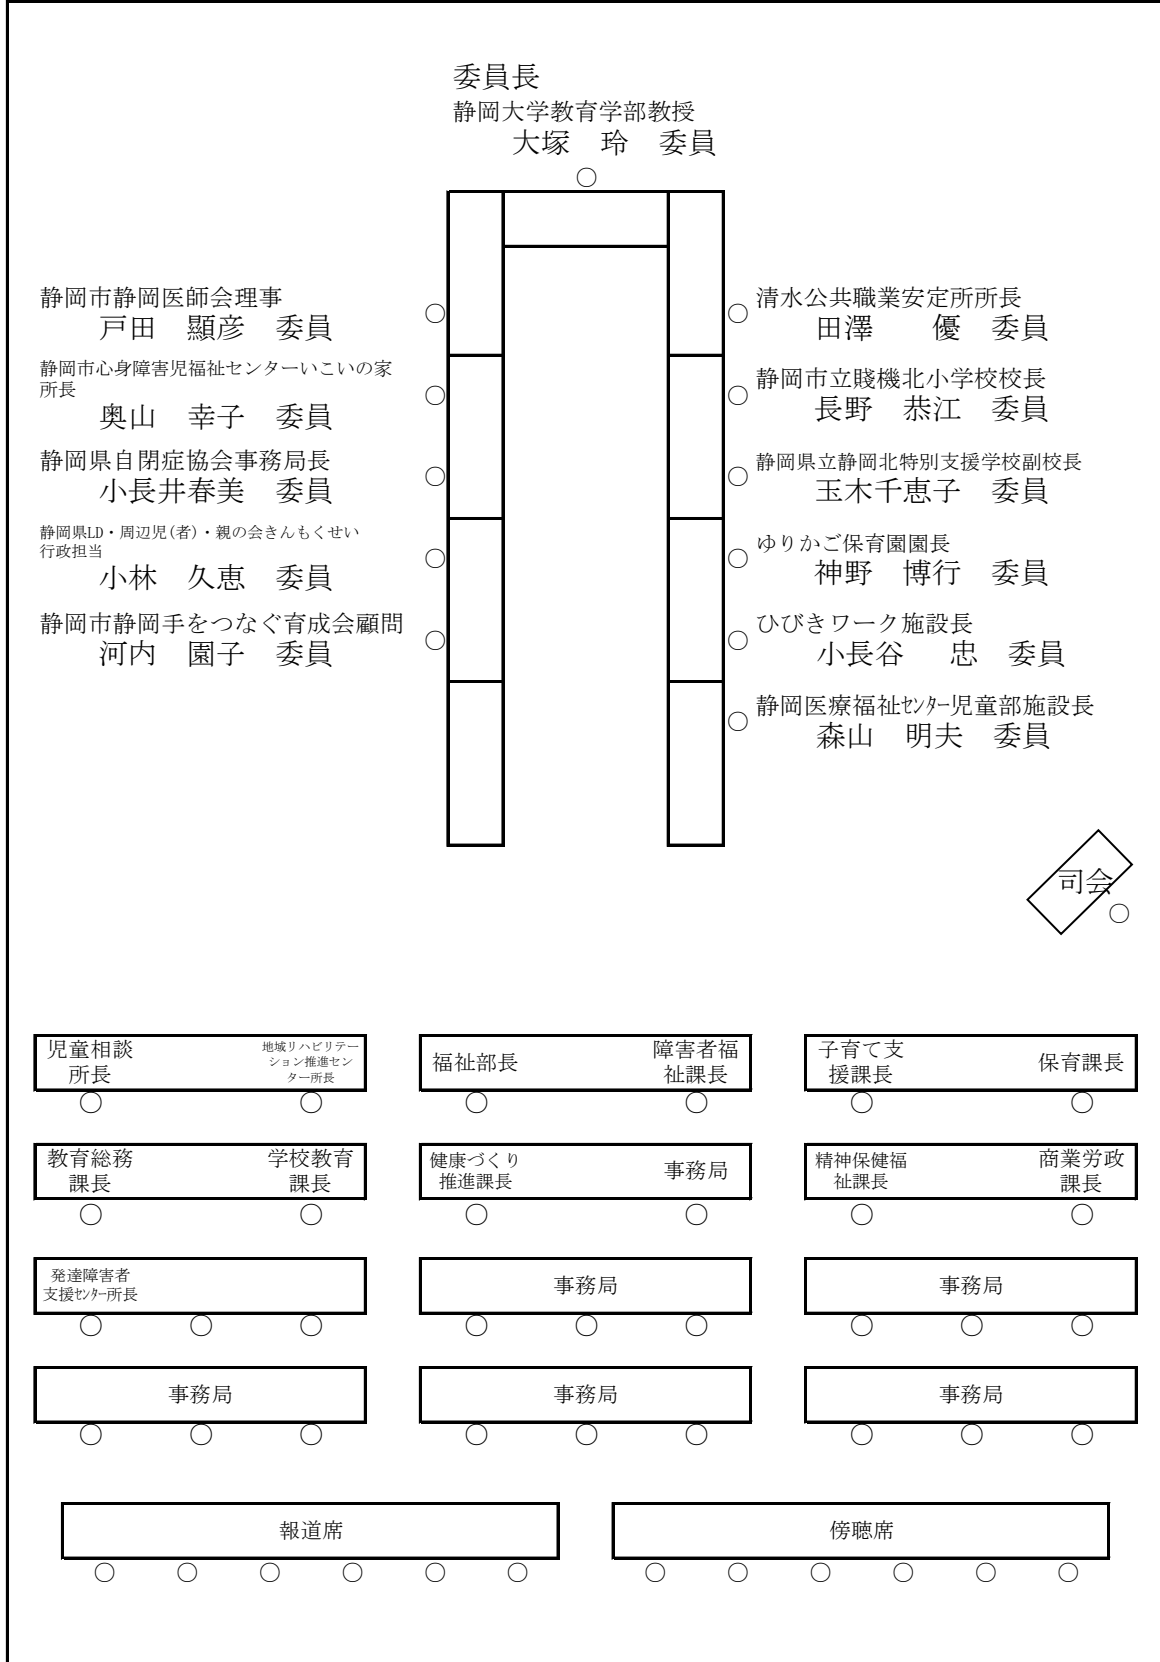 委員長
静岡大学教育学部教授
大塚　玲　委員
静岡市静岡医師会理事
戸田　顯彦　委員
静岡市心身障害児福祉センターいこいの家
所長
奥山　幸子　委員
静岡県自閉症協会事務局長
小長井春美　委員
静岡県LD・周辺児(者)・親の会きんもくせい
行政担当
小林　久恵　委員
静岡市静岡手をつなぐ育成会顧問
河内　園子　委員
清水公共職業安定所所長
田澤　　優　委員
静岡市立賤機北小学校校長
長野　恭江　委員
静岡県立静岡北特別支援学校副校長
玉木千恵子　委員
ゆりかご保育園園長
神野　博行　委員
ひびきワーク施設長
小長谷　忠　委員
静岡医療福祉ｾﾝﾀｰ児童部施設長
森山　明夫　委員
司会
児童相談
所長
地域リハビリテー
ション推進セン
ター所長
福祉部長
障害者福
祉課長
子育て支
援課長
保育課長
教育総務
課長
学校教育
課長
健康づくり
推進課長
事務局
精神保健福
祉課長
商業労政
課長
発達障害者
支援ｾﾝﾀｰ所長
事務局
事務局
事務局
事務局
事務局
報道席
傍聴席